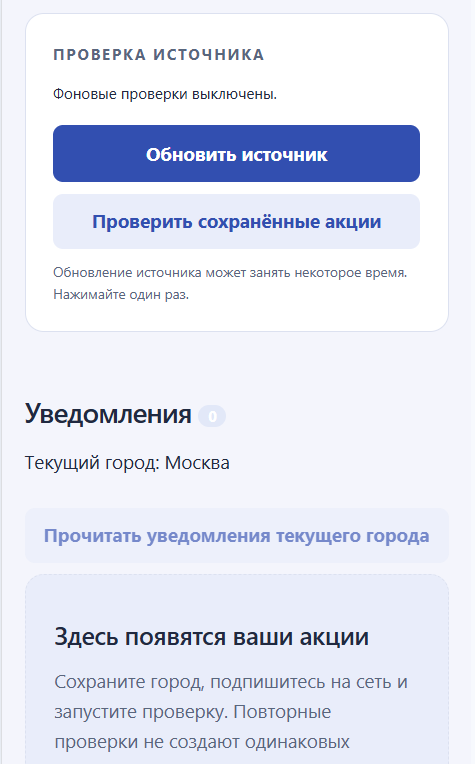 ПРОВЕРКА ИСТОЧНИКА
Фоновые проверки выключены.
Обновить источник
Проверить сохранённые акции
Обновление источника может занять некоторое время.
Нажимайте один раз.
Уведомления 0
Текущий город: Москва
Прочитать уведомления текущего города
Здесь появятся ваши акции
Сохраните город, подпишитесь на сеть и
запустите проверку. Повторные
проверки не создают одинаковых